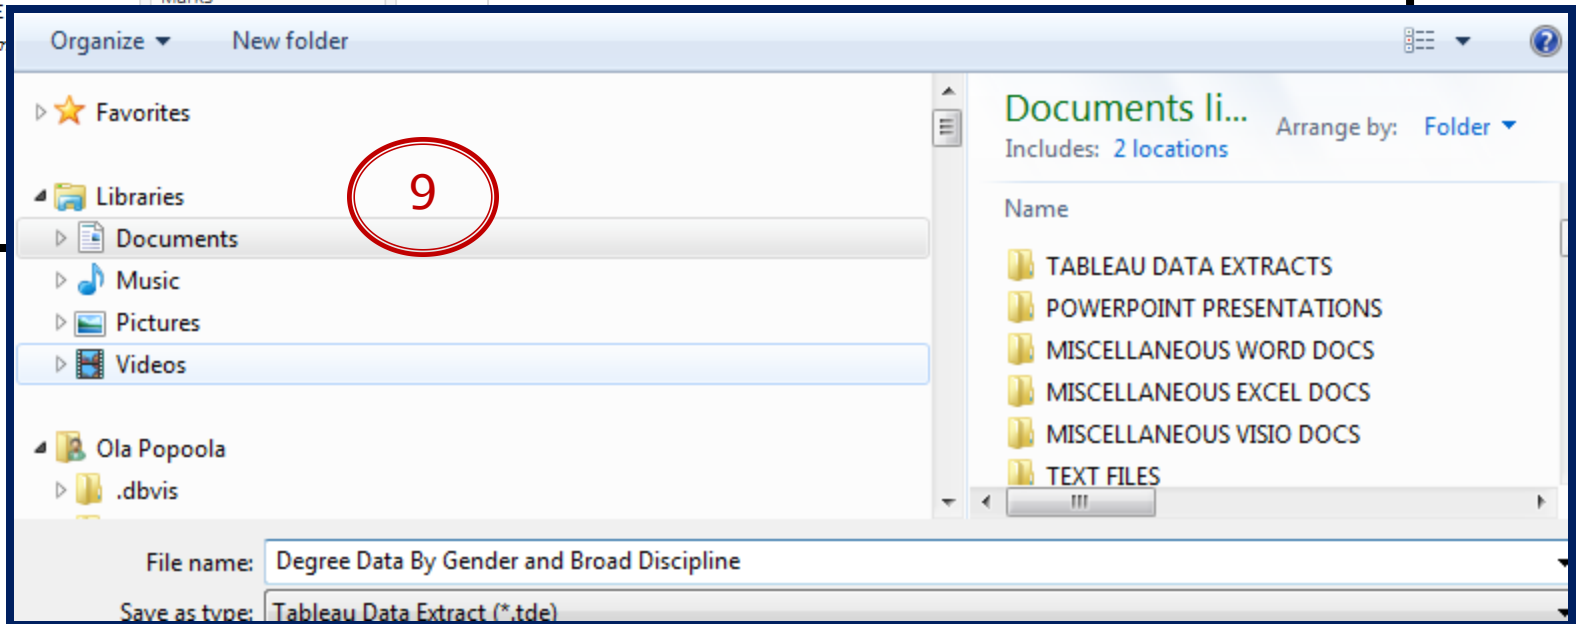 Marks
Organize
New folder
Favorites
9
Libraries
Documents
Music
Pictures
Videos
Ola Popoola
.dbvis
Documents li...
Includes: 2 locations
Arrange by: Folder
Name
TABLEAU DATA EXTRACTS
POWERPOINT PRESENTATIONS
MISCELLANEOUS WORD DOCS
MISCELLANEOUS EXCEL DOCS
MISCELLANEOUS VISIO DOCS
TEXT FILES
File name: Degree Data By Gender and Broad Discipline
Save as type: Tableau Data Extract (*.tde)